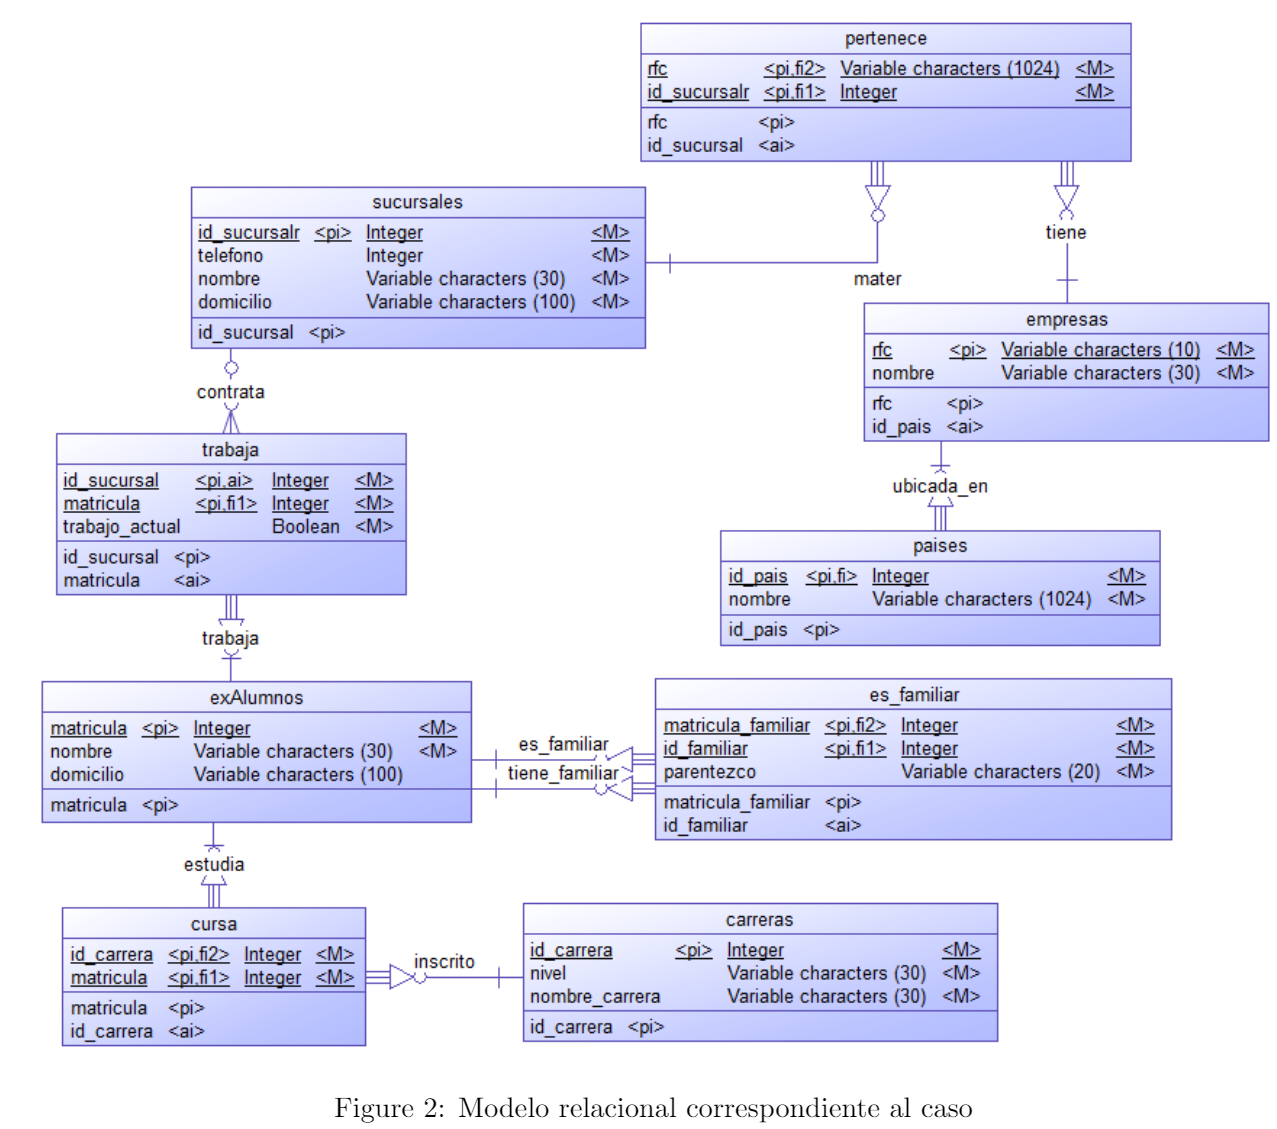 pertenece
rfc <pi,fi2> Variable characters (1024) <M>
id_sucursalr <pi,fi1> Integer <M>
rfc <pi>
id_sucursal <ai>
sucursales
id_sucursalr <pi> Integer <M>
telefono Integer <M>
nombre Variable characters (30) <M>
domicilio Variable characters (100) <M>
id_sucursal <pi>
tiene
mater
empresas
rfc <pi> Variable characters (10) <M>
nombre Variable characters (30) <M>
rfc <pi>
id_pais <ai>
contrata
trabaja
id_sucursal <pi,ai> Integer <M>
matricula <pi,fi1> Integer <M>
trabajo_actual Boolean <M>
id_sucursal <pi>
matricula <ai>
ubicada_en
paises
id_pais <pi,fi> Integer <M>
nombre Variable characters (1024) <M>
id_pais <pi>
trabaja
exAlumnos
matricula <pi> Integer <M>
nombre Variable characters (30) <M>
domicilio Variable characters (100)
matricula <pi>
es_familiar
tiene_familiar
es_familiar
matricula_familiar <pi,fi2> Integer <M>
id_familiar <pi,fi1> Integer <M>
parentezco Variable characters (20) <M>
matricula_familiar <pi>
id_familiar <ai>
estudia
cursa
id_carrera <pi,fi2> Integer <M>
matricula <pi,fi1> Integer <M>
matricula <pi>
id_carrera <ai>
inscrito
carreras
id_carrera <pi> Integer <M>
nivel Variable characters (30) <M>
nombre_carrera Variable characters (30) <M>
id_carrera <pi>
Figure 2: Modelo relacional correspondiente al caso